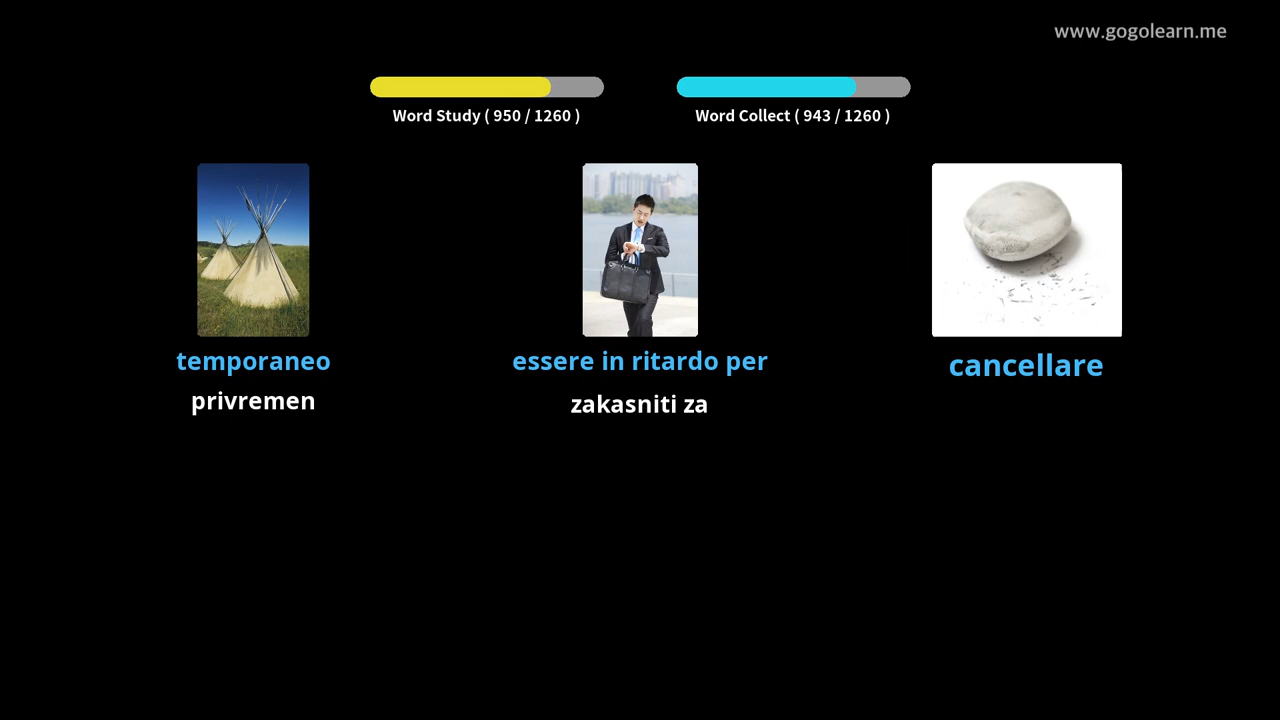 www.gogolearn.me
Word Study ( 950 / 1260 )
Word Collect ( 943 / 1260 )
temporaneo
privremen
essere in ritardo per
zakasniti za
cancellare